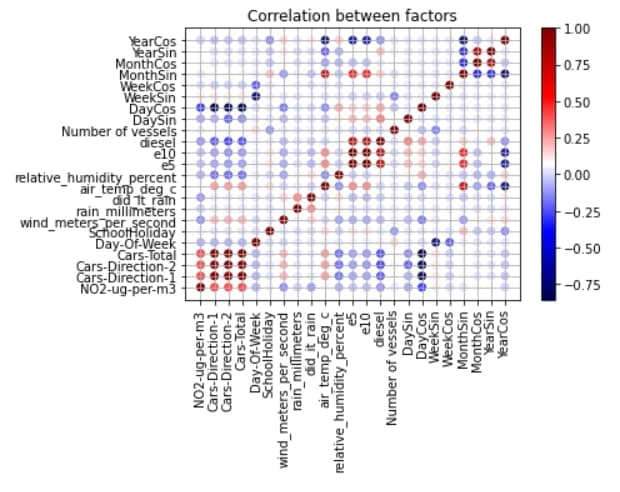 Correlation between factors
YearCos
YearSin
MonthCos
MonthSin
WeekCos
WeekSin
DayCos
DaySin
Number of vessels
diesel
e10
e5
relative_humidity_percent
air_temp_deg_c
did_it_rain
rain_millimeters
wind_meters_per_second
SchoolHoliday
Day-Of-Week
Cars-Total
Cars-Direction-2
Cars-Direction-1
NO2-ug-per-m3
NO2-ug-per-m3
Cars-Direction-1
Cars-Direction-2
Cars-Total
Day-Of-Week
SchoolHoliday
wind_meters_per_second
rain_millimeters
did_it_rain
air_temp_deg_c
relative_humidity_percent
e5
e10
diesel
Number of vessels
DaySin
DayCos
WeekSin
WeekCos
MonthSin
MonthCos
YearSin
YearCos
1.00
0.75
0.50
0.25
0.00
−0.25
−0.50
−0.75